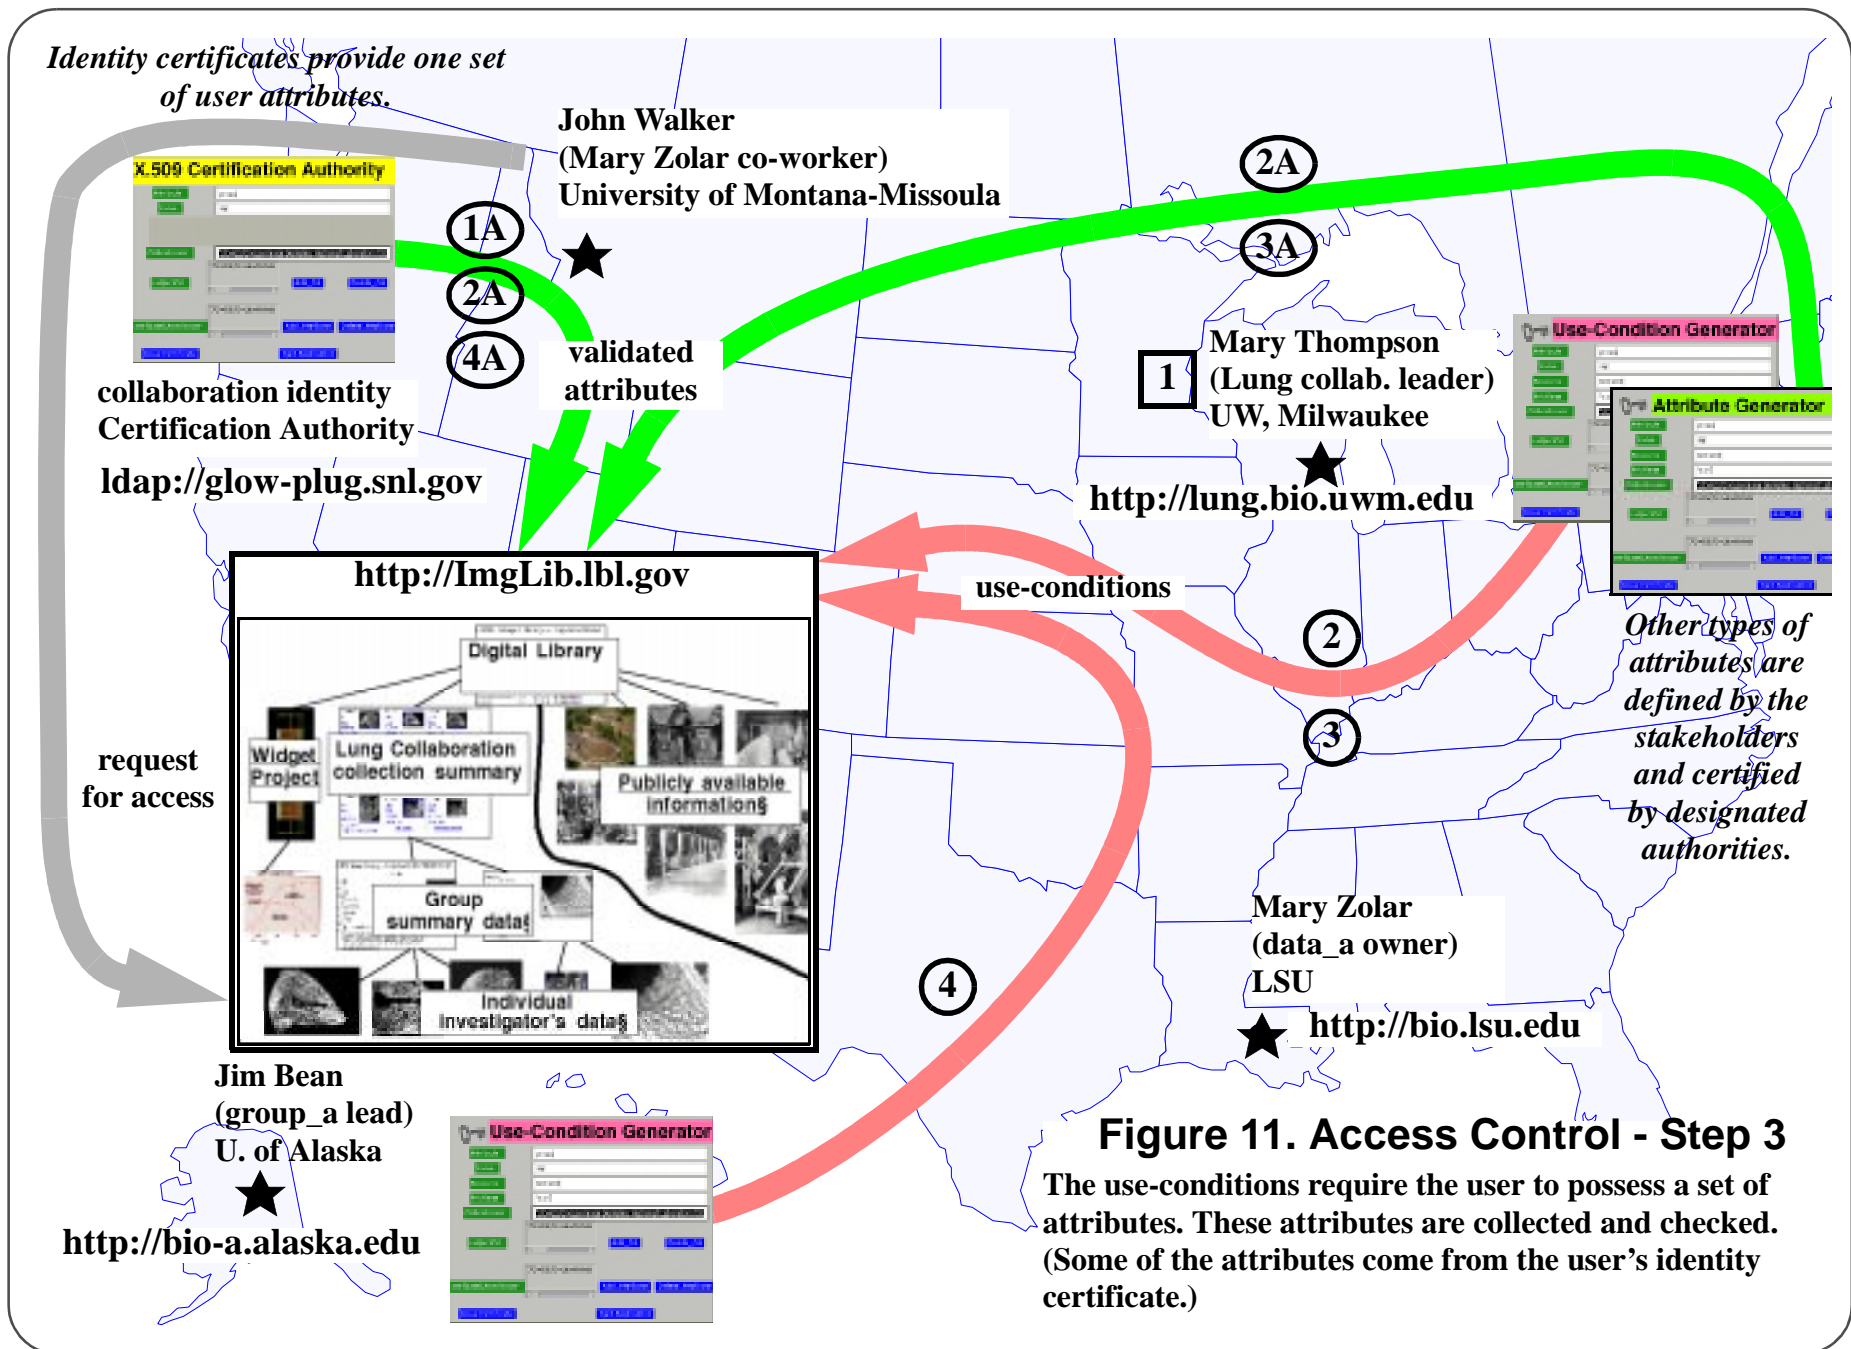 Identity certificates provide one set
of user attributes.
John Walker
(Mary Zolar co-worker)
University of Montana-Missoula
X.509 Certification Authority
1A
2A
4A
2A
3A
validated
attributes
collaboration identity
Certification Authority
ldap://glow-plug.snl.gov
1
Mary Thompson
(Lung collab. leader)
UW, Milwaukee
http://lung.bio.uwm.edu
Use-Condition Generator
Attribute Generator
http://ImgLib.lbl.gov
use-conditions
2
3
Other types of
attributes are
defined by the
stakeholders
and certified
by designated
authorities.
Digital Library
Widget
Project
Lung Collaboration
collection summary
Publicly available
information§
Group
summary data§
Individual
investigator's data§
request
for access
4
Mary Zolar
(data_a owner)
LSU
http://bio.lsu.edu
Jim Bean
(group_a lead)
U. of Alaska
http://bio-a.alaska.edu
Use-Condition Generator
Figure 11. Access Control - Step 3
The use-conditions require the user to possess a set of
attributes. These attributes are collected and checked.
(Some of the attributes come from the user’s identity
certificate.)